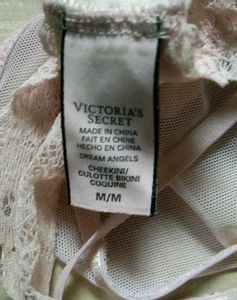 VICTORIA'S
SECRET
MADE IN CHINA
FAIT EN CHINE
HECHO EN CHINA
DREAM ANGELS
CHEEKINI/
CULOTTE BIKINI
COQUINE
M/M